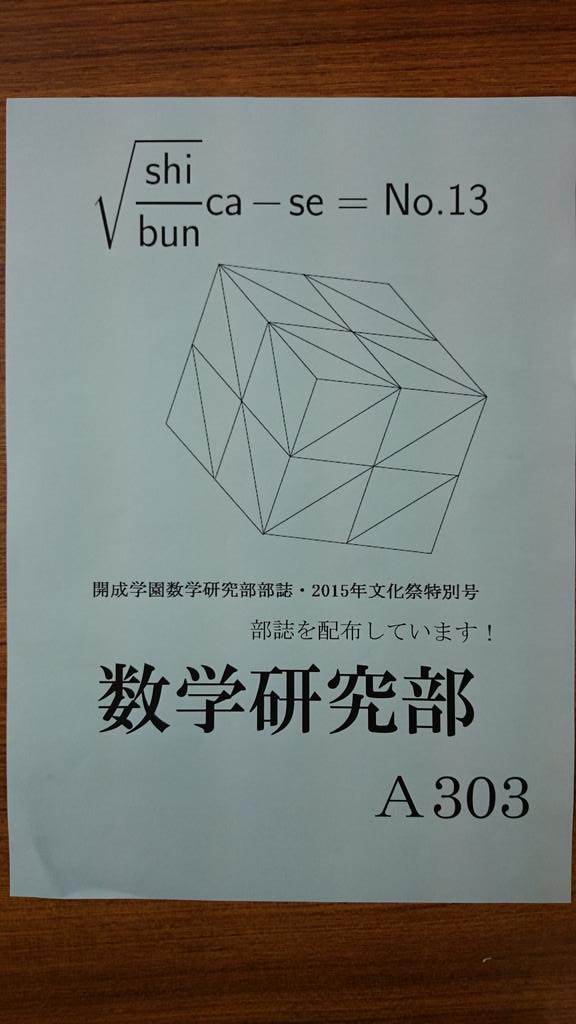 √(shi/bun) ca − se = No.13
開成学園数学研究部部誌・2015年文化祭特別号
部誌を配布しています！
数学研究部
A303